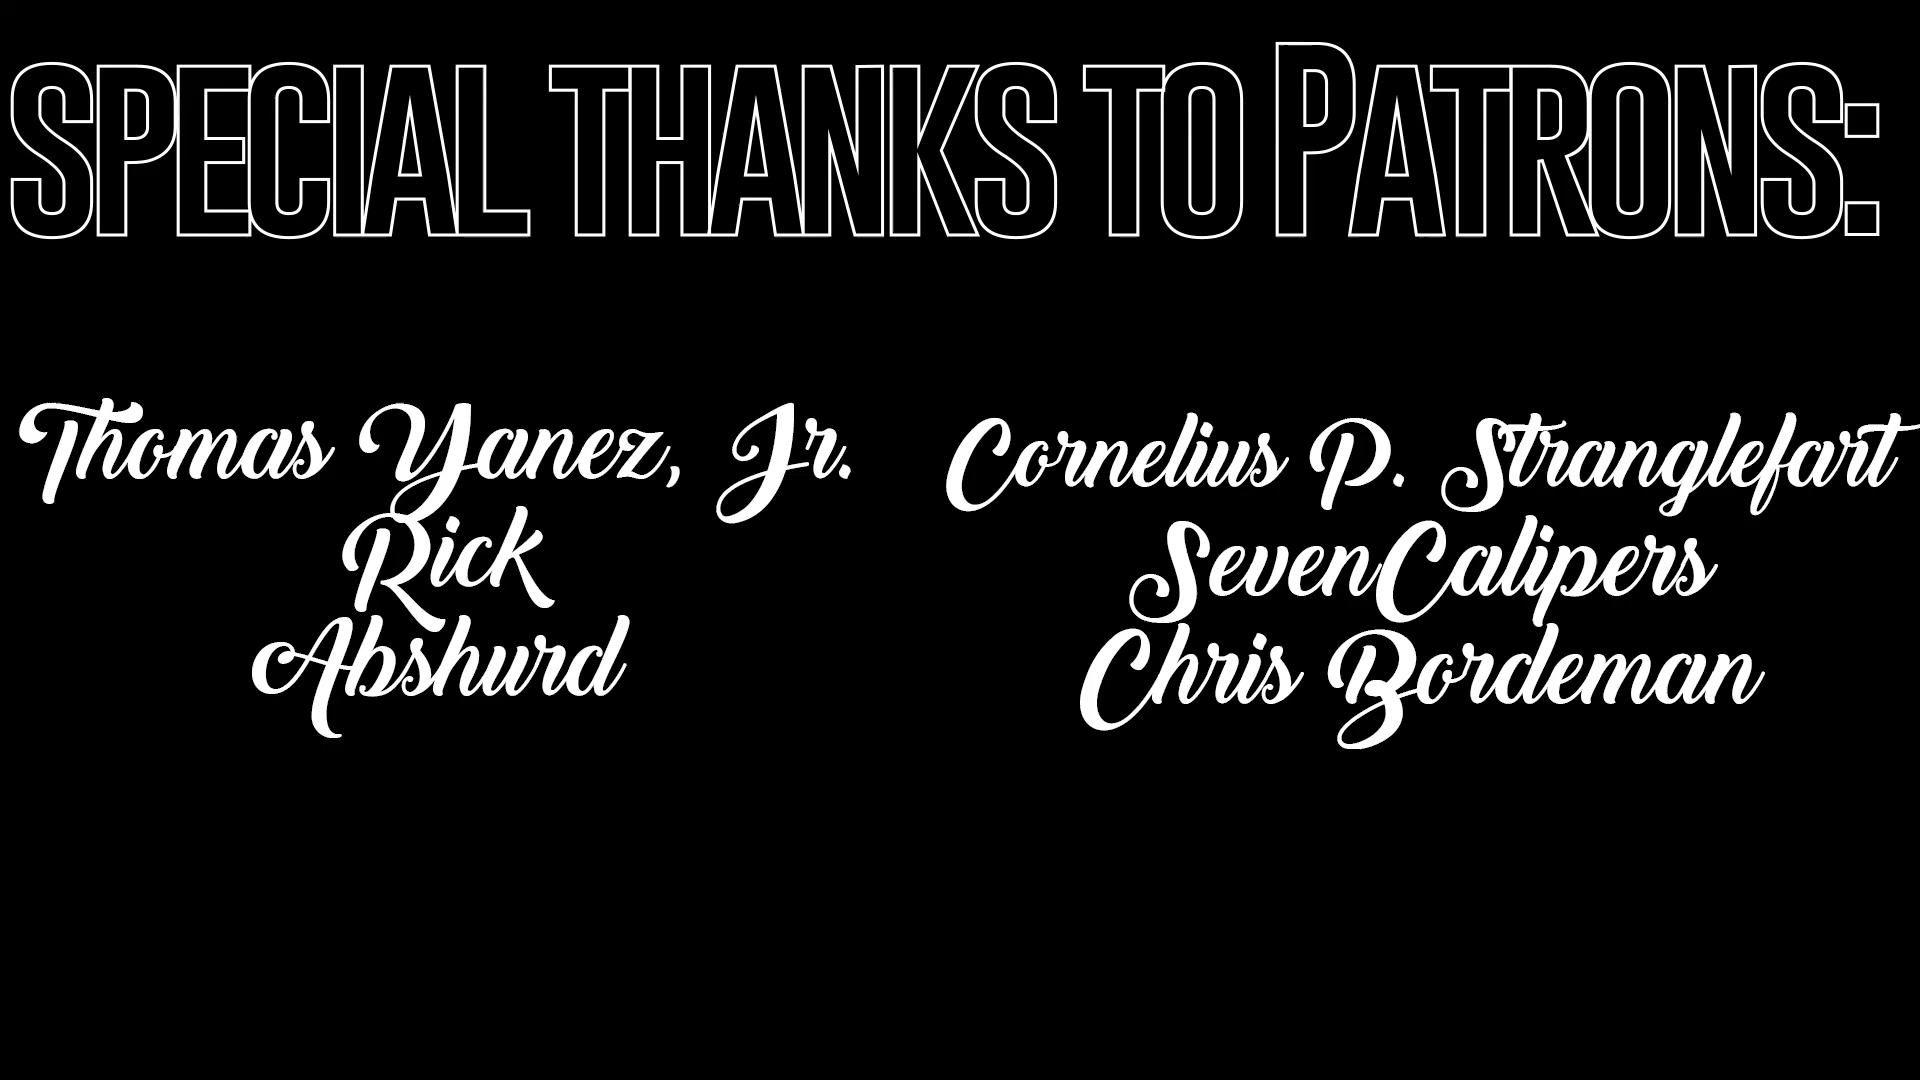 SPECIAL THANKS TO PATRONS:
Thomas Yanez, Jr.
Rick
Abshurd
Cornelius P. Stranglefart
SevenCalipers
Chris Bordeman